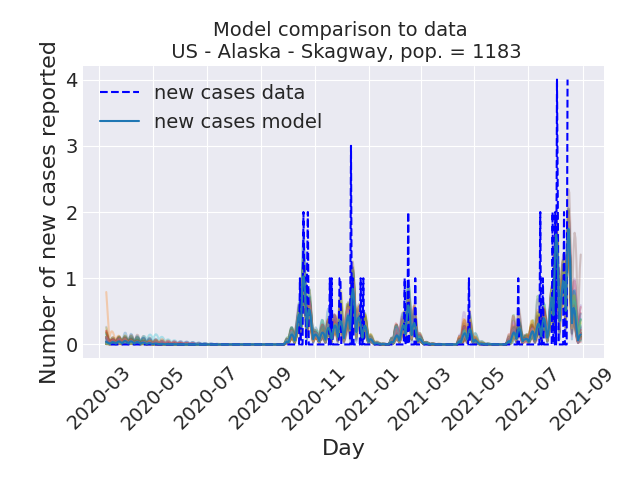 Model comparison to data
US - Alaska - Skagway, pop. = 1183
Number of new cases reported
4
3
2
1
0
new cases data
new cases model
2020-03
2020-05
2020-07
2020-09
2020-11
2021-01
2021-03
2021-05
2021-07
2021-09
Day